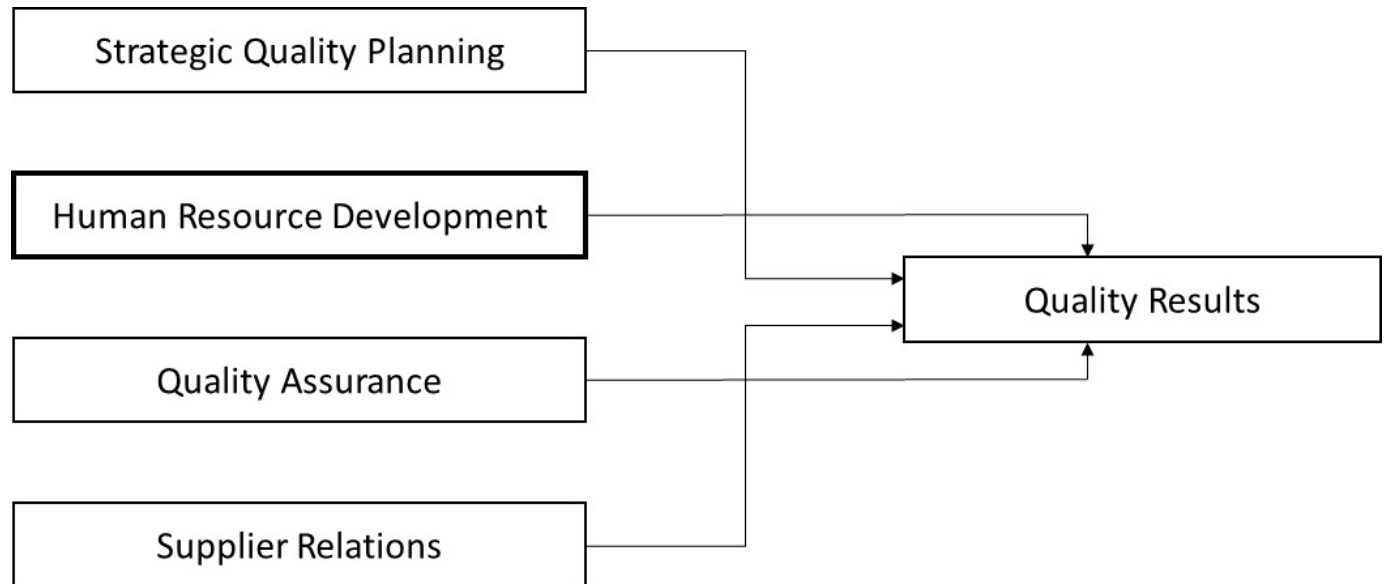 Strategic Quality Planning
Human Resource Development
Quality Results
Quality Assurance
Supplier Relations